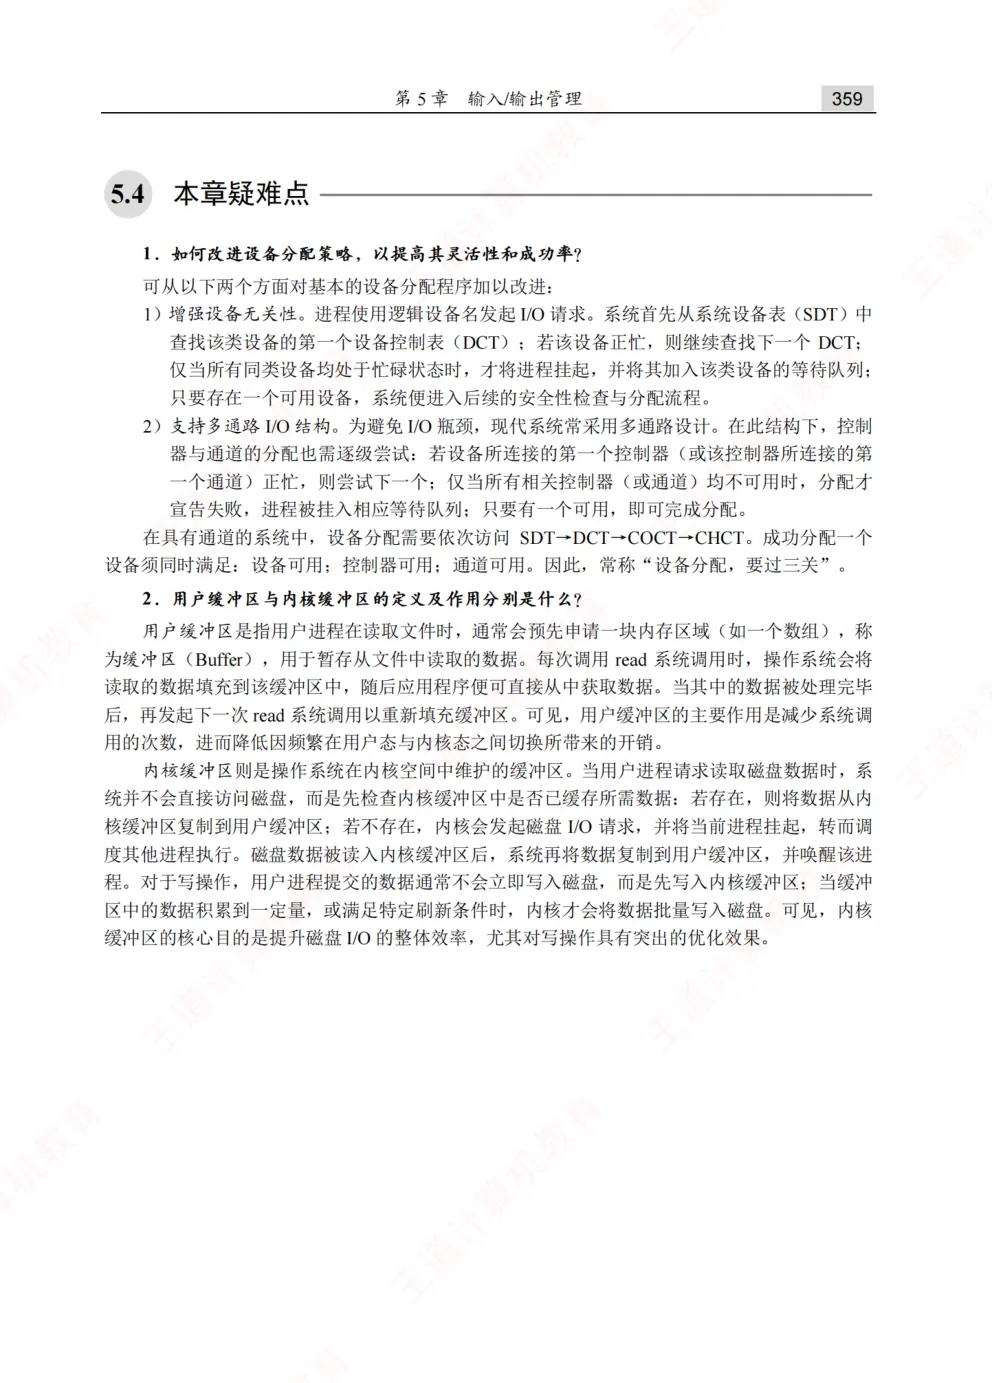 第 5 章 输入/输出管理 359
5.4 本章疑难点
1．如何改进设备分配策略，以提高其灵活性和成功率？
可从以下两个方面对基本的设备分配程序加以改进：
1）增强设备无关性。进程使用逻辑设备名发起 I/O 请求。系统首先从系统设备表（SDT）中
查找该类设备的第一个设备控制表（DCT）；若该设备正忙，则继续查找下一个 DCT；
仅当所有同类设备均处于忙碌状态时，才将进程挂起，并将其加入该类设备的等待队列；
只要存在一个可用设备，系统便进入后续的安全性检查与分配流程。
2）支持多通路 I/O 结构。为避免 I/O 瓶颈，现代系统常采用多通路设计。在此结构下，控制
器与通道的分配也需逐级尝试：若设备所连接的第一个控制器（或该控制器所连接的第
一个通道）正忙，则尝试下一个；仅当所有相关控制器（或通道）均不可用时，分配才
宣告失败，进程被挂入相应等待队列；只要有一个可用，即可完成分配。
在具有通道的系统中，设备分配需要依次访问 SDT→DCT→COCT→CHCT。成功分配一个
设备须同时满足：设备可用；控制器可用；通道可用。因此，常称“设备分配，要过三关”。
2．用户缓冲区与内核缓冲区的定义及作用分别是什么？
用户缓冲区是指用户进程在读取文件时，通常会预先申请一块内存区域（如一个数组），称
为缓冲区（Buffer），用于暂存从文件中读取的数据。每次调用 read 系统调用时，操作系统会将
读取的数据填充到该缓冲区中，随后应用程序便可直接从中获取数据。当其中的数据被处理完毕
后，再发起下一次 read 系统调用以重新填充缓冲区。可见，用户缓冲区的主要作用是减少系统调
用的次数，进而降低因频繁在用户态与内核态之间切换所带来的开销。
内核缓冲区则是操作系统在内核空间中维护的缓冲区。当用户进程请求读取磁盘数据时，系
统并不会直接访问磁盘，而是先检查内核缓冲区中是否已缓存所需数据：若存在，则将数据从内
核缓冲区复制到用户缓冲区；若不存在，内核会发起磁盘 I/O 请求，并将当前进程挂起，转而调
度其他进程执行。磁盘数据被读入内核缓冲区后，系统再将数据复制到用户缓冲区，并唤醒该进
程。对于写操作，用户进程提交的数据通常不会立即写入磁盘，而是先写入内核缓冲区；当缓冲
区中的数据积累到一定量，或满足特定刷新条件时，内核才会将数据批量写入磁盘。可见，内核
缓冲区的核心目的是提升磁盘 I/O 的整体效率，尤其对写操作具有突出的优化效果。
王道计算机教育